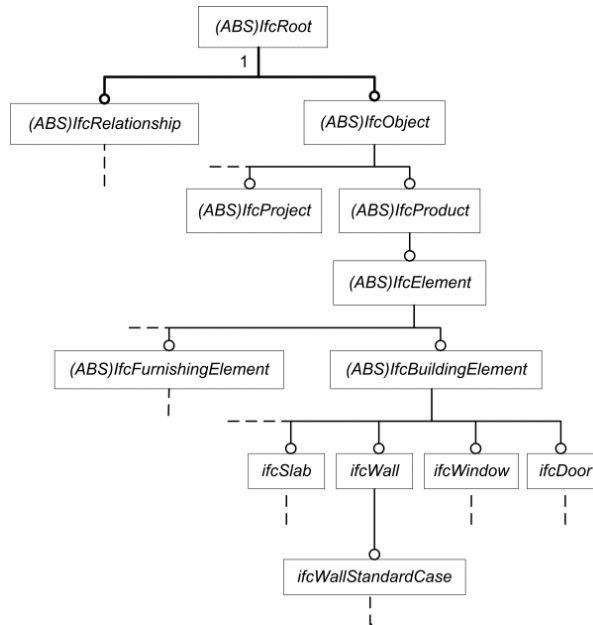 (ABS)IfcRoot
1
(ABS)IfcRelationship
(ABS)IfcObject
(ABS)IfcProject
(ABS)IfcProduct
(ABS)IfcElement
(ABS)IfcFurnishingElement
(ABS)IfcBuildingElement
ifcSlab
ifcWall
ifcWindow
ifcDoor
ifcWallStandardCase